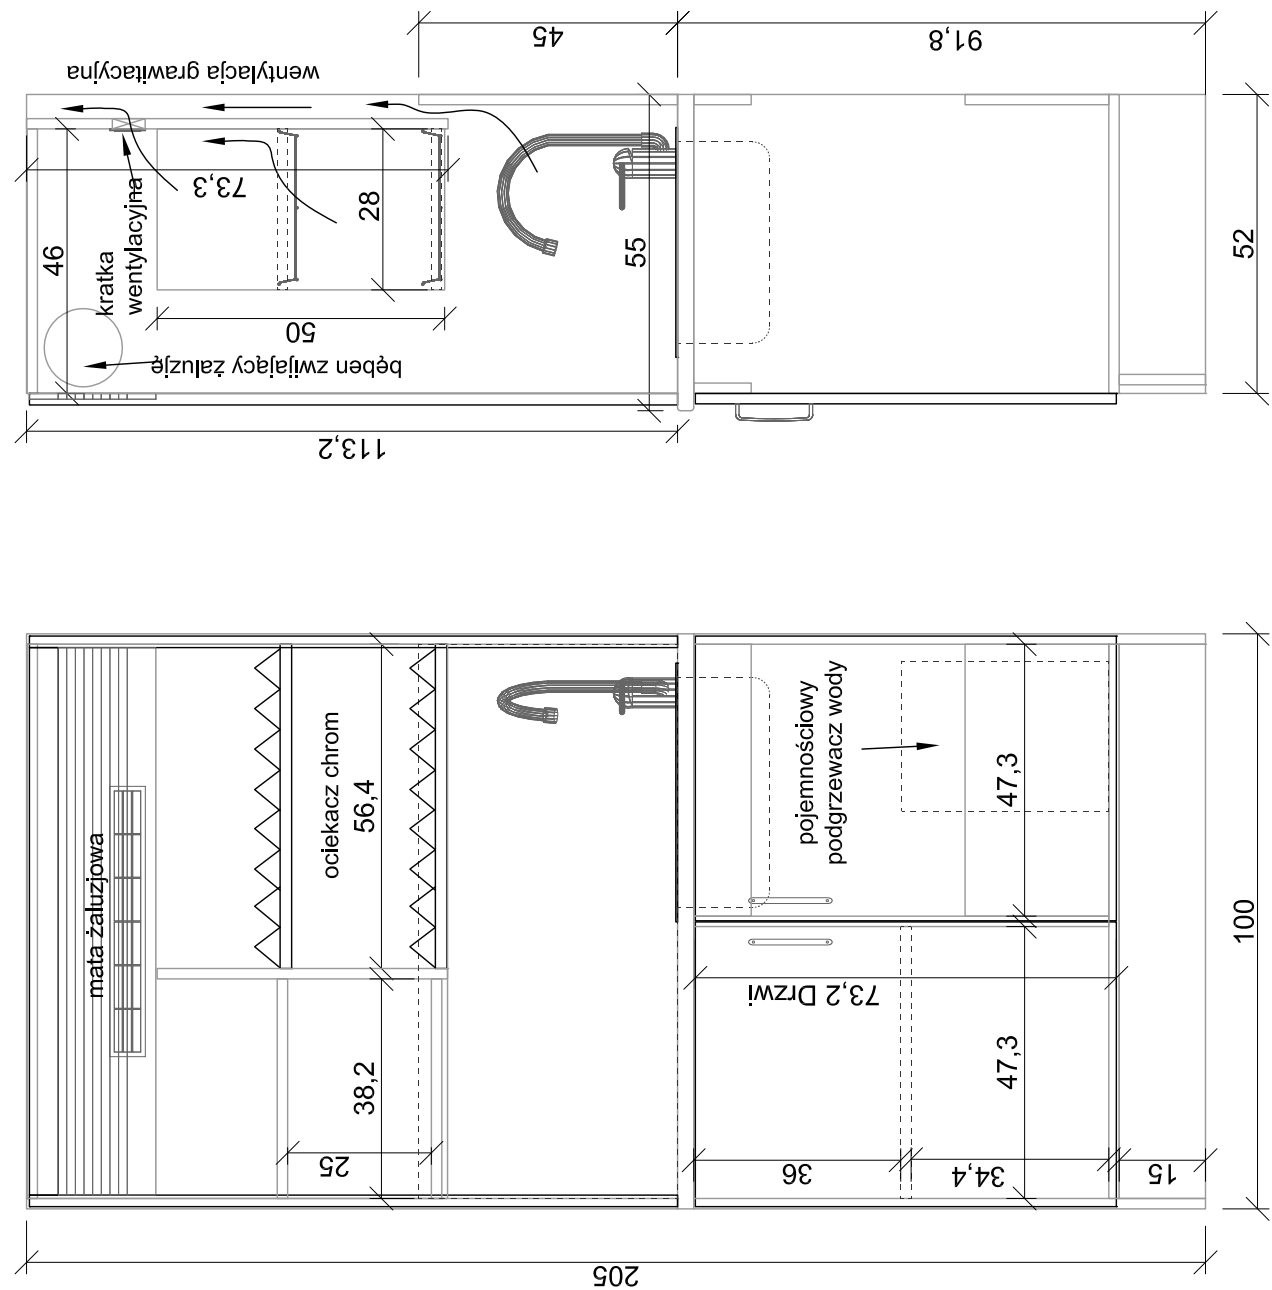 45
91,8
wentylacja grawitacyjna
73,3
46
kratka
wentylacyjna
28
55
52
50
bęben zwijający żaluzję
113,2
mata żaluzjowa
ociekacz chrom
56,4
pojemnościowy
podgrzewacz wody
47,3
100
73,2 Drzwi
38,2
47,3
25
36
34,4
15
205